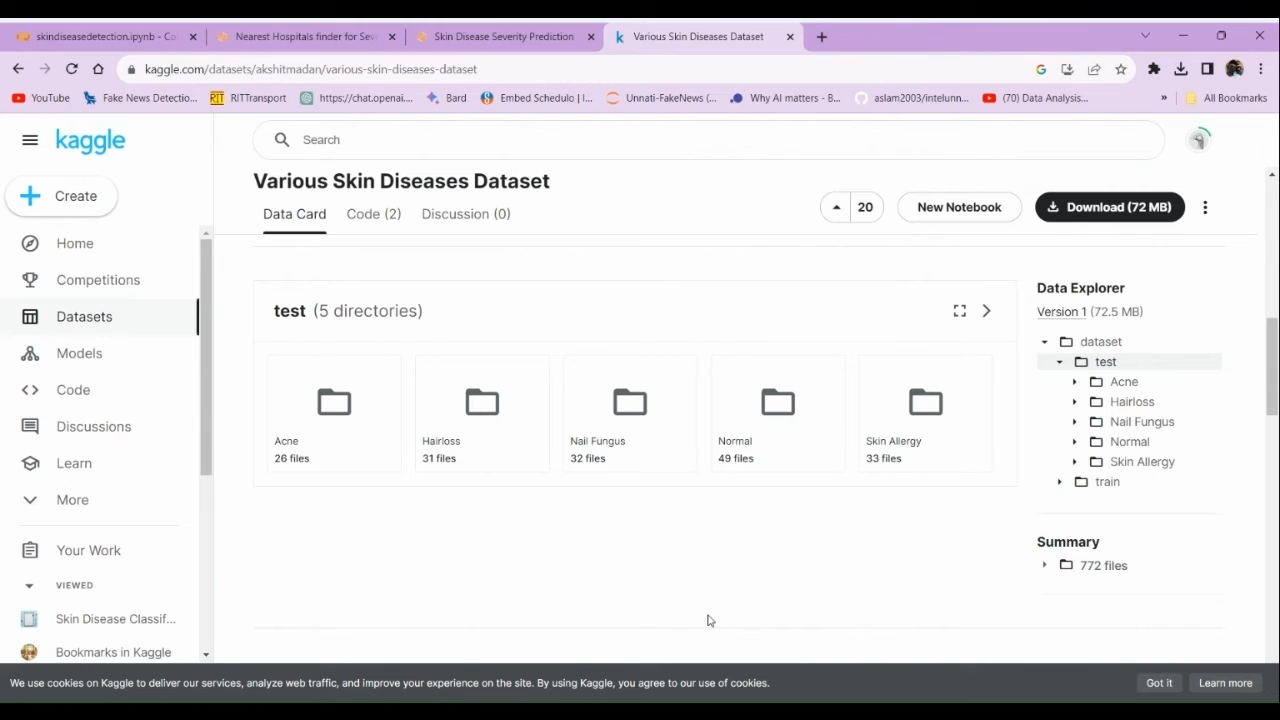 skindiseasedetection.ipynb - Co
Nearest Hospitals finder for Seve
Skin Disease Severity Prediction
Various Skin Diseases Dataset
kaggle.com/datasets/akshitmadan/various-skin-diseases-dataset
YouTube
Fake News Detectio...
RITTransport
https://chat.openai....
Bard
Embed Schedulo | I...
Unnati-FakeNews (...
Why AI matters - B...
aslam2003/intelunn...
(70) Data Analysis...
All Bookmarks
kaggle
Search
Create
Various Skin Diseases Dataset
20
New Notebook
Download (72 MB)
Data Card
Code (2)
Discussion (0)
Home
Competitions
Datasets
Models
Code
Discussions
Learn
More
Your Work
VIEWED
Skin Disease Classif...
Bookmarks in Kaggle
test (5 directories)
Acne
26 files
Hairloss
31 files
Nail Fungus
32 files
Normal
49 files
Skin Allergy
33 files
Data Explorer
Version 1 (72.5 MB)
dataset
test
Acne
Hairloss
Nail Fungus
Normal
Skin Allergy
train
Summary
772 files
We use cookies on Kaggle to deliver our services, analyze web traffic, and improve your experience on the site. By using Kaggle, you agree to our use of cookies.
Got it
Learn more